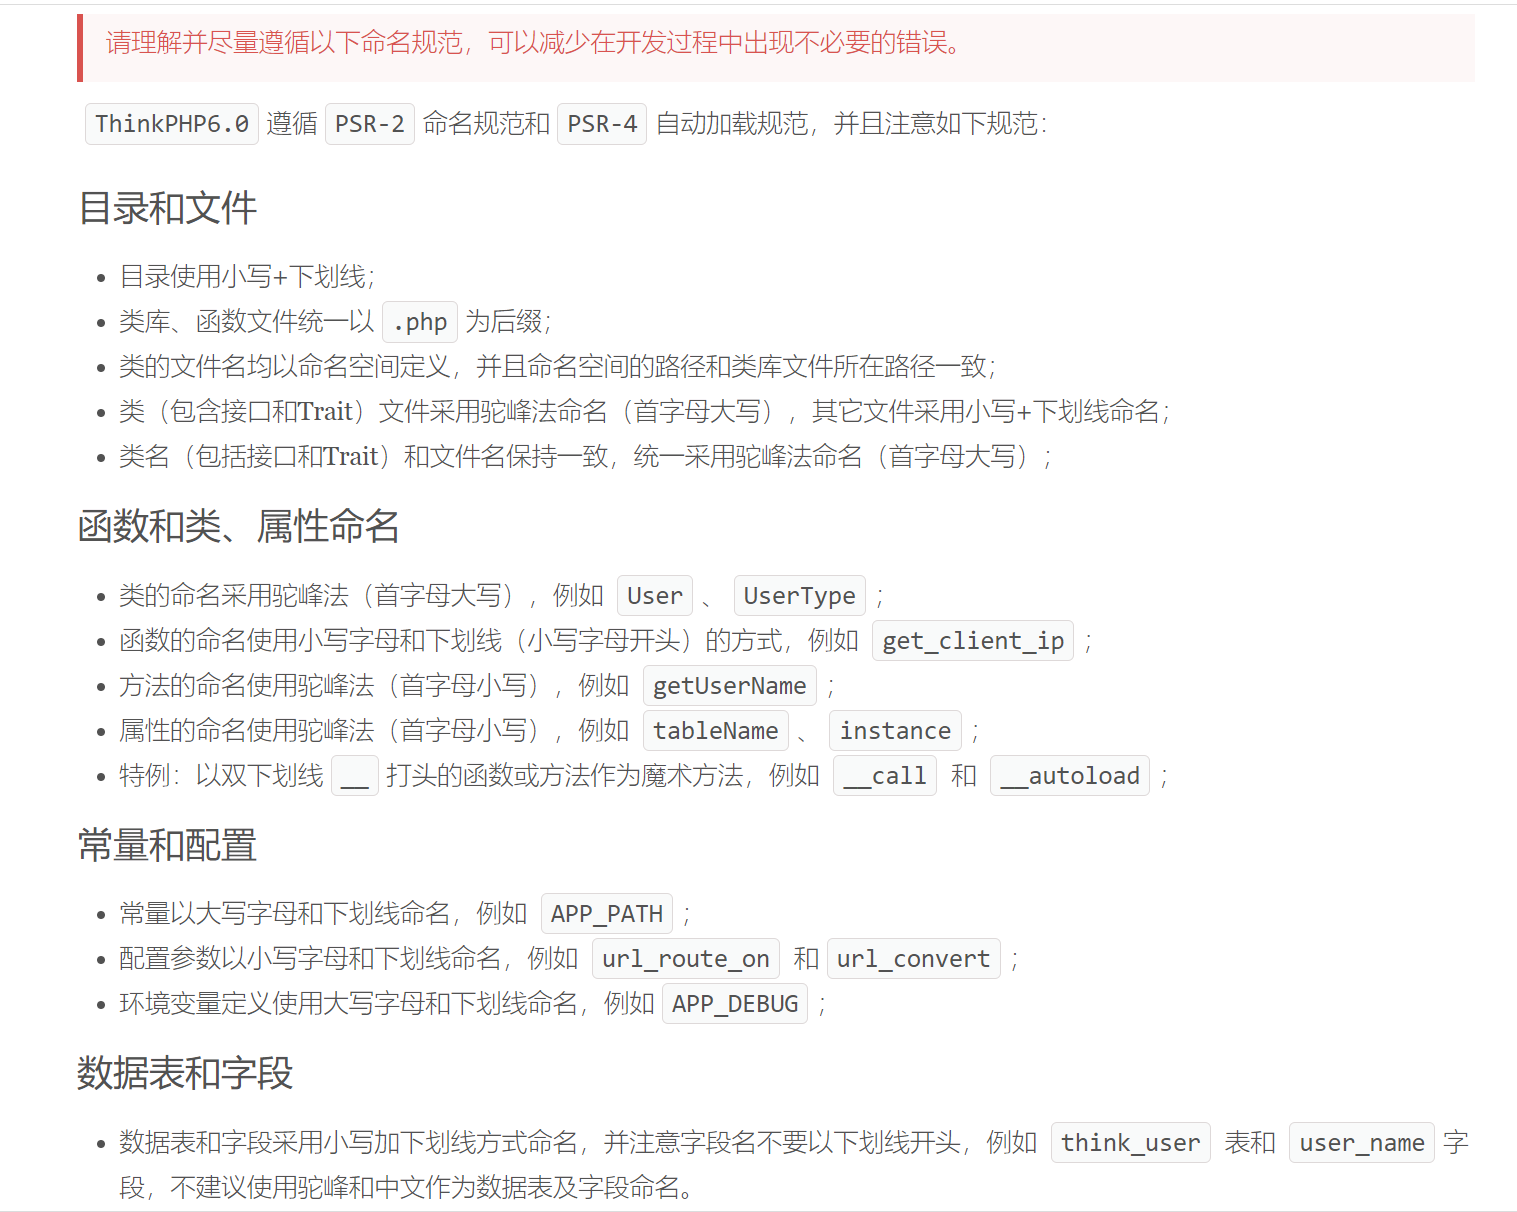 请理解并尽量遵循以下命名规范，可以减少在开发过程中出现不必要的错误。
ThinkPHP6.0 遵循 PSR-2 命名规范和 PSR-4 自动加载规范，并且注意如下规范：
目录和文件
目录使用小写+下划线；
类库、函数文件统一以 .php 为后缀；
类的文件名均以命名空间定义，并且命名空间的路径和类库文件所在路径一致；
类（包含接口和Trait）文件采用驼峰法命名（首字母大写），其它文件采用小写+下划线命名；
类名（包括接口和Trait）和文件名保持一致，统一采用驼峰法命名（首字母大写）；
函数和类、属性命名
类的命名采用驼峰法（首字母大写），例如 User 、 UserType ；
函数的命名使用小写字母和下划线（小写字母开头）的方式，例如 get_client_ip ；
方法的命名使用驼峰法（首字母小写），例如 getUserName ；
属性的命名使用驼峰法（首字母小写），例如 tableName 、 instance ；
特例：以双下划线 __ 打头的函数或方法作为魔术方法，例如 __call 和 __autoload ；
常量和配置
常量以大写字母和下划线命名，例如 APP_PATH ；
配置参数以小写字母和下划线命名，例如 url_route_on 和 url_convert ；
环境变量定义使用大写字母和下划线命名，例如 APP_DEBUG ；
数据表和字段
数据表和字段采用小写加下划线方式命名，并注意字段名不要以下划线开头，例如 think_user 表和 user_name 字
段，不建议使用驼峰和中文作为数据表及字段命名。